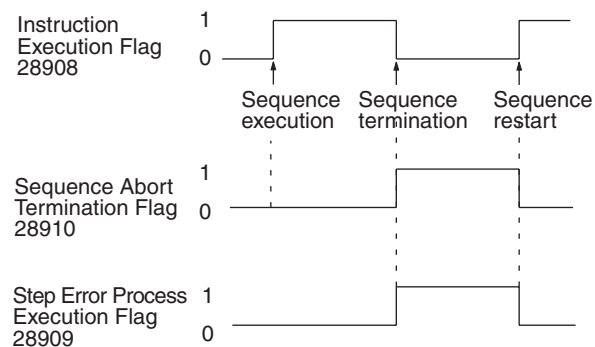 Instruction
Execution Flag
28908
1
0
Sequence
execution
Sequence
termination
Sequence
restart
Sequence Abort
Termination Flag
28910
1
0
Step Error Process
Execution Flag
28909
1
0